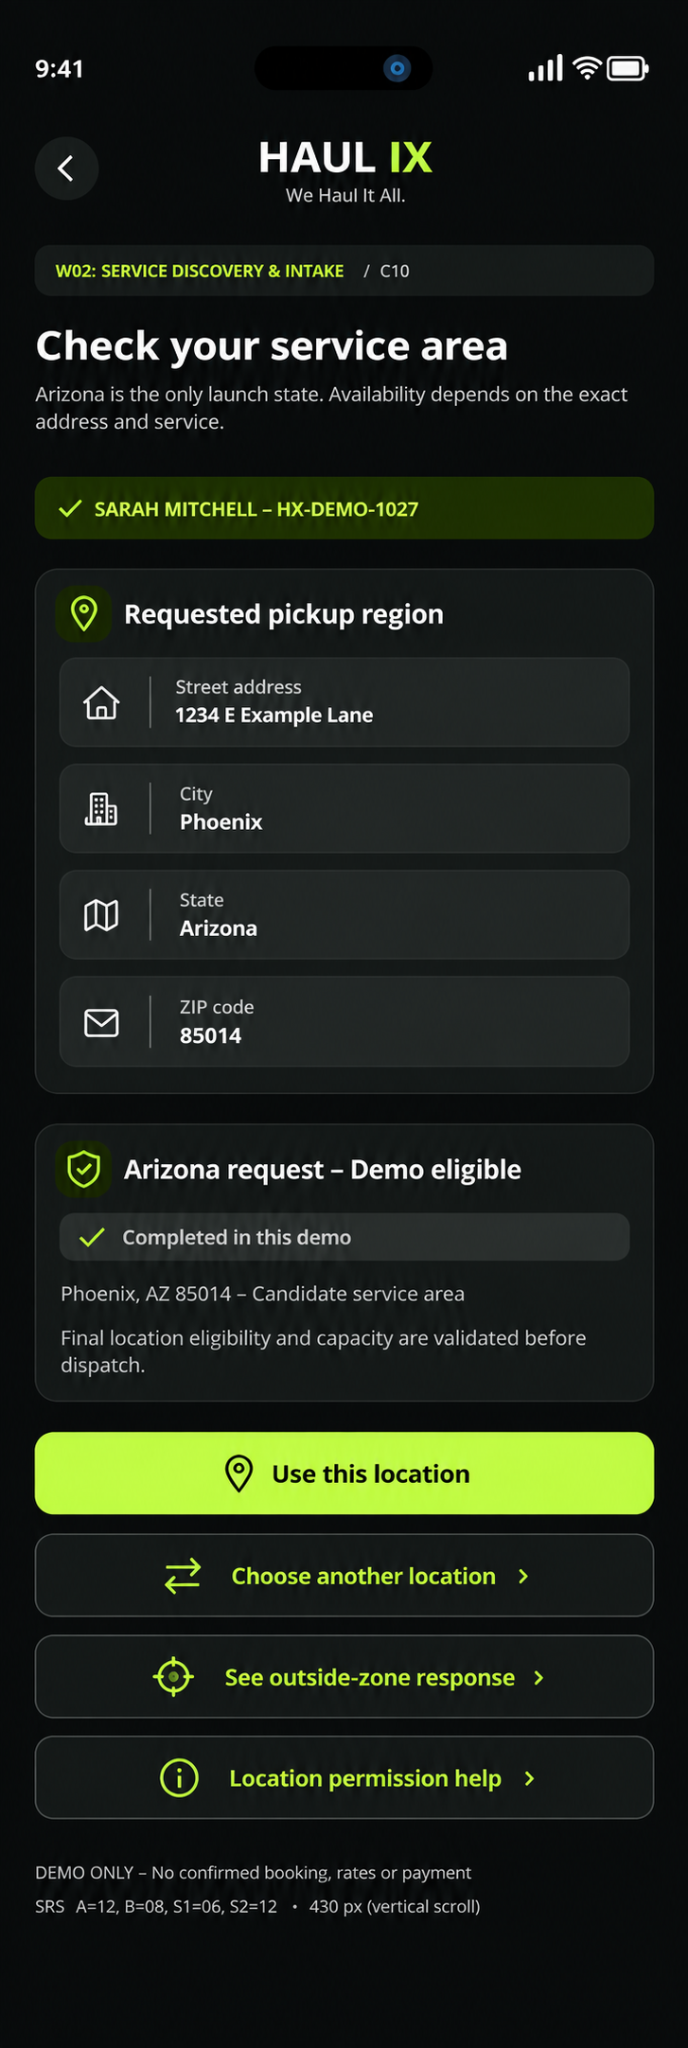 9:41
HAUL IX
We Haul It All.
W02: SERVICE DISCOVERY & INTAKE / C10
Check your service area
Arizona is the only launch state. Availability depends on the exact
address and service.
SARAH MITCHELL – HX-DEMO-1027
Requested pickup region
Street address
1234 E Example Lane
City
Phoenix
State
Arizona
ZIP code
85014
Arizona request – Demo eligible
Completed in this demo
Phoenix, AZ 85014 – Candidate service area
Final location eligibility and capacity are validated before
dispatch.
Use this location
Choose another location
See outside-zone response
Location permission help
DEMO ONLY – No confirmed booking, rates or payment
SRS A=12, B=08, S1=06, S2=12 • 430 px (vertical scroll)